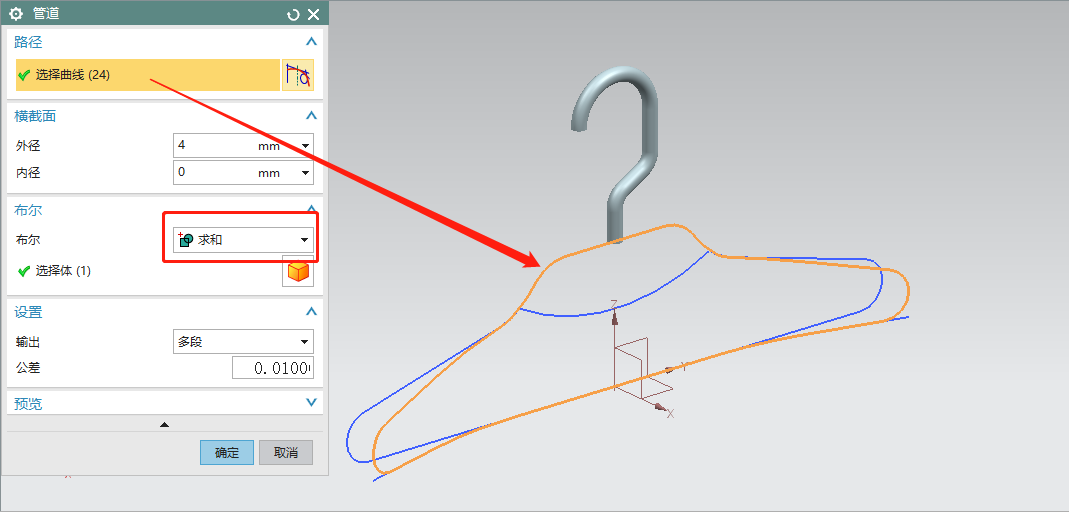 管道
路径
选择曲线 (24)
横截面
外径 4 mm
内径 0 mm
布尔
布尔 求和
选择体 (1)
设置
输出 多段
公差 0.0100
预览
确定 取消
Z
Y
X